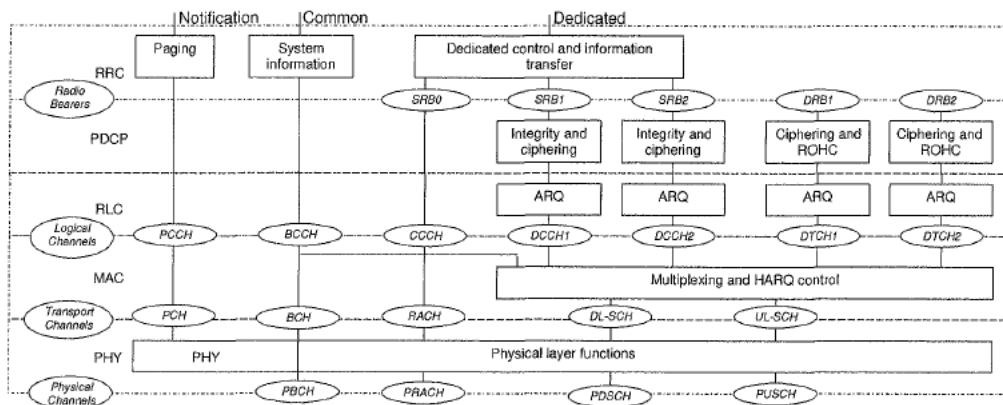 Notification
Common
Dedicated
Paging
System
information
Dedicated control and information
transfer
RRC
Radio
Bearers
SRB0
SRB1
SRB2
DRB1
DRB2
PDCP
Integrity and
ciphering
Integrity and
ciphering
Ciphering and
ROHC
Ciphering and
ROHC
RLC
ARQ
ARQ
ARQ
ARQ
Logical
Channels
PCCH
BCCH
CCCH
DCCH1
DCCH2
DTCH1
DTCH2
MAC
Multiplexing and HARQ control
Transport
Channels
PCH
BCH
RACH
DL-SCH
UL-SCH
PHY
PHY
Physical layer functions
Physical
Channels
PBCH
PRACH
PDSCH
PUSCH